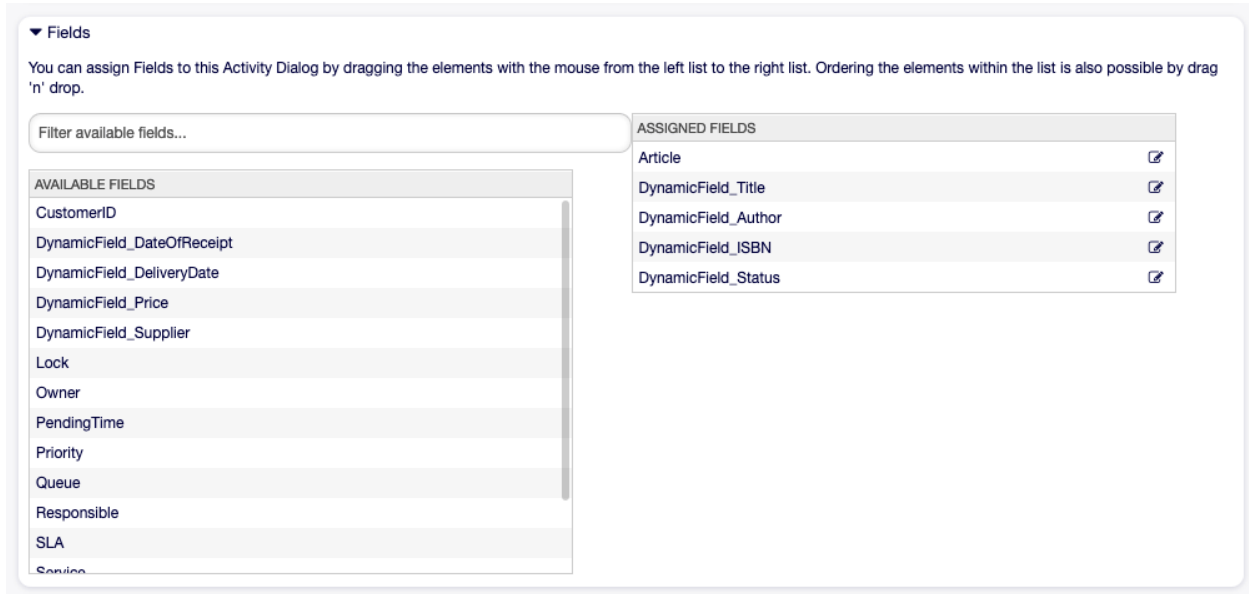 Fields
You can assign Fields to this Activity Dialog by dragging the elements with the mouse from the left list to the right list. Ordering the elements within the list is also possible by drag
'n' drop.
Filter available fields...
AVAILABLE FIELDS
CustomerID
DynamicField_DateOfReceipt
DynamicField_DeliveryDate
DynamicField_Price
DynamicField_Supplier
Lock
Owner
PendingTime
Priority
Queue
Responsible
SLA
Service
ASSIGNED FIELDS
Article
DynamicField_Title
DynamicField_Author
DynamicField_ISBN
DynamicField_Status